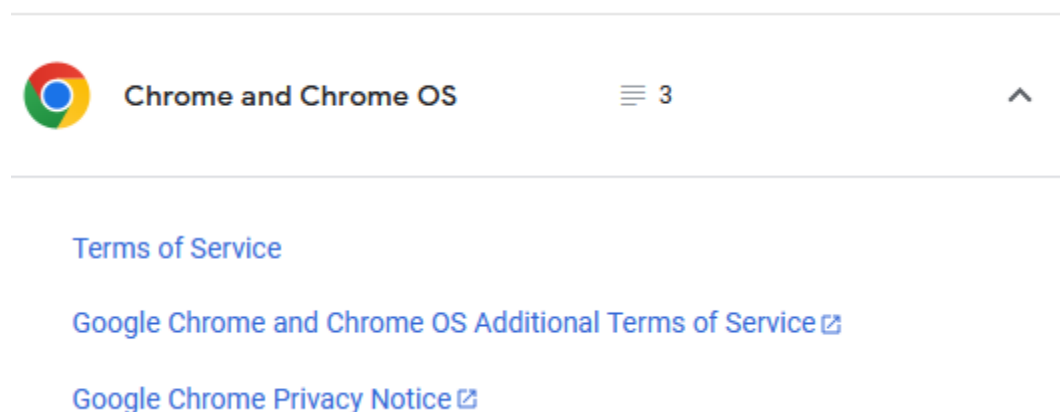 Chrome and Chrome OS 3
Terms of Service
Google Chrome and Chrome OS Additional Terms of Service
Google Chrome Privacy Notice